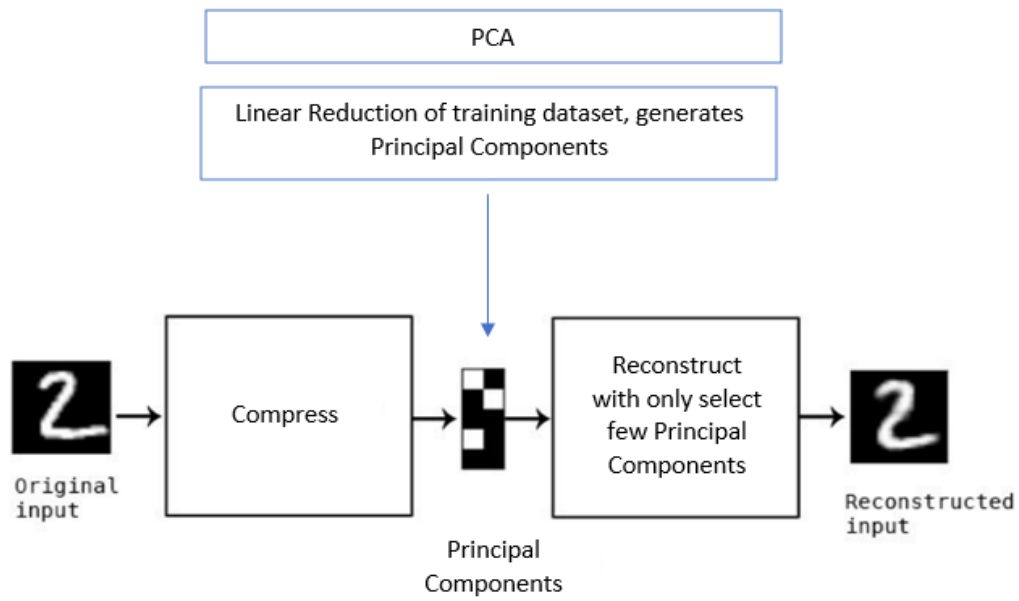 PCA
Linear Reduction of training dataset, generates
Principal Components
Compress
Reconstruct
with only select
few Principal
Components
Original
input
Reconstructed
input
Principal
Components